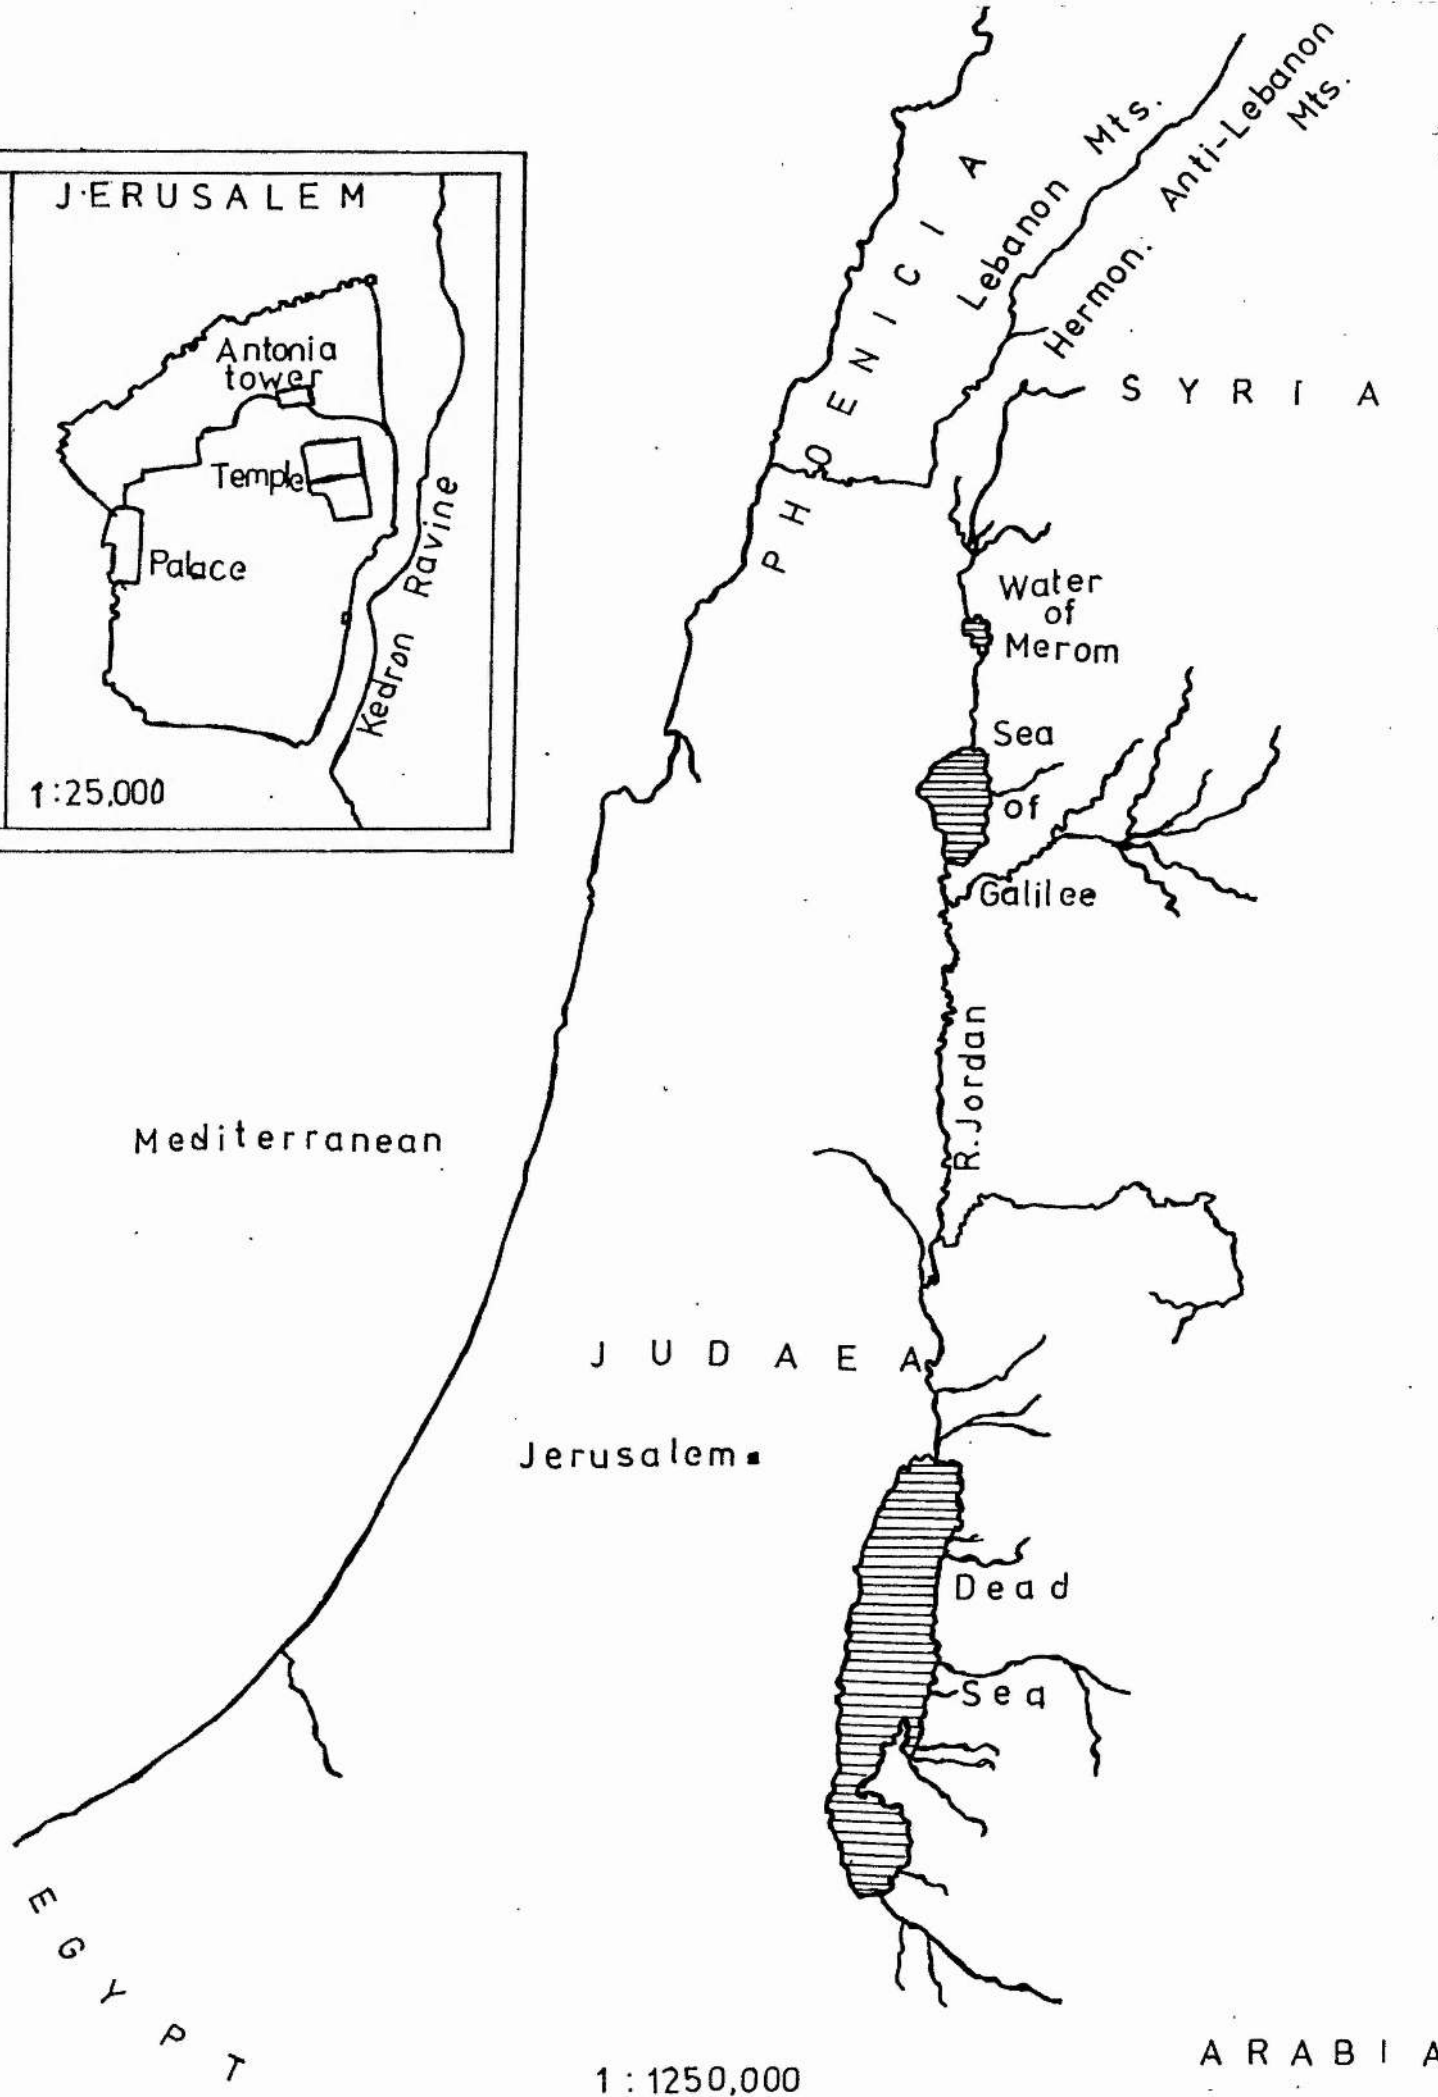 JERUSALEM
Antonia
tower
Temple
Palace
Kedron Ravine
1:25,000
PHOENICIA
Lebanon Mts.
Anti-Lebanon
Mts.
Hermon.
SYRIA
Water
of
Merom
Sea
of
Galilee
R. Jordan
Mediterranean
JUDAEA
Jerusalem
Dead
Sea
EGYPT
ARABIA
1:1250,000